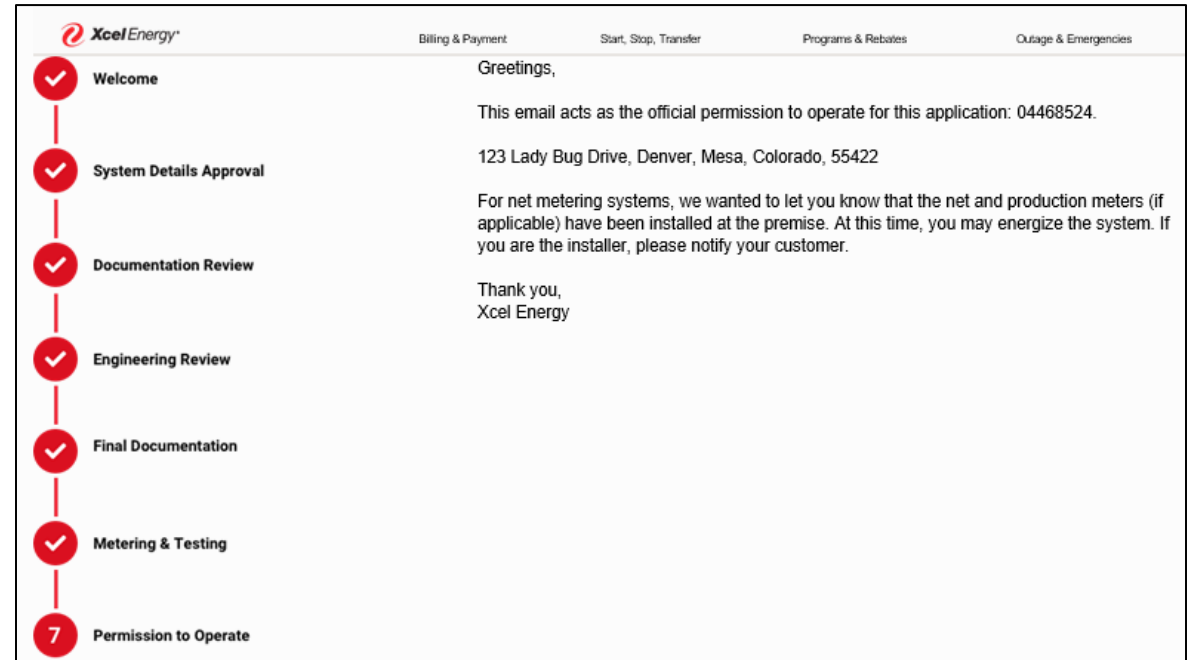 Xcel Energy
Billing & Payment
Start, Stop, Transfer
Programs & Rebates
Outage & Emergencies
Welcome
System Details Approval
Documentation Review
Engineering Review
Final Documentation
Metering & Testing
7
Permission to Operate
Greetings,
This email acts as the official permission to operate for this application: 04468524.
123 Lady Bug Drive, Denver, Mesa, Colorado, 55422
For net metering systems, we wanted to let you know that the net and production meters (if
applicable) have been installed at the premise. At this time, you may energize the system. If
you are the installer, please notify your customer.
Thank you,
Xcel Energy